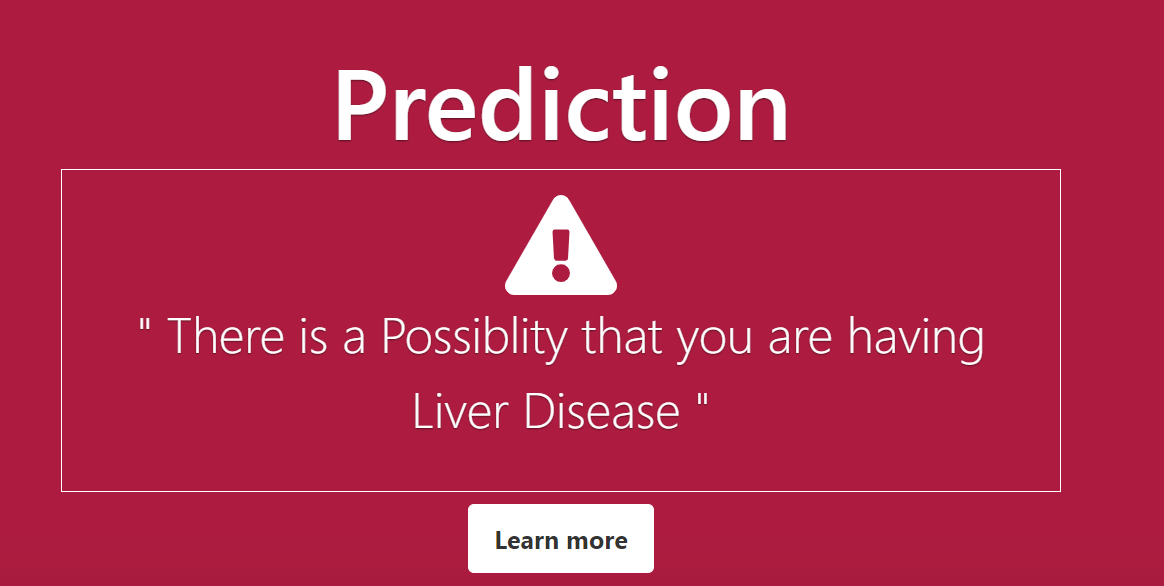 Prediction
" There is a Possiblity that you are having
Liver Disease "
Learn more